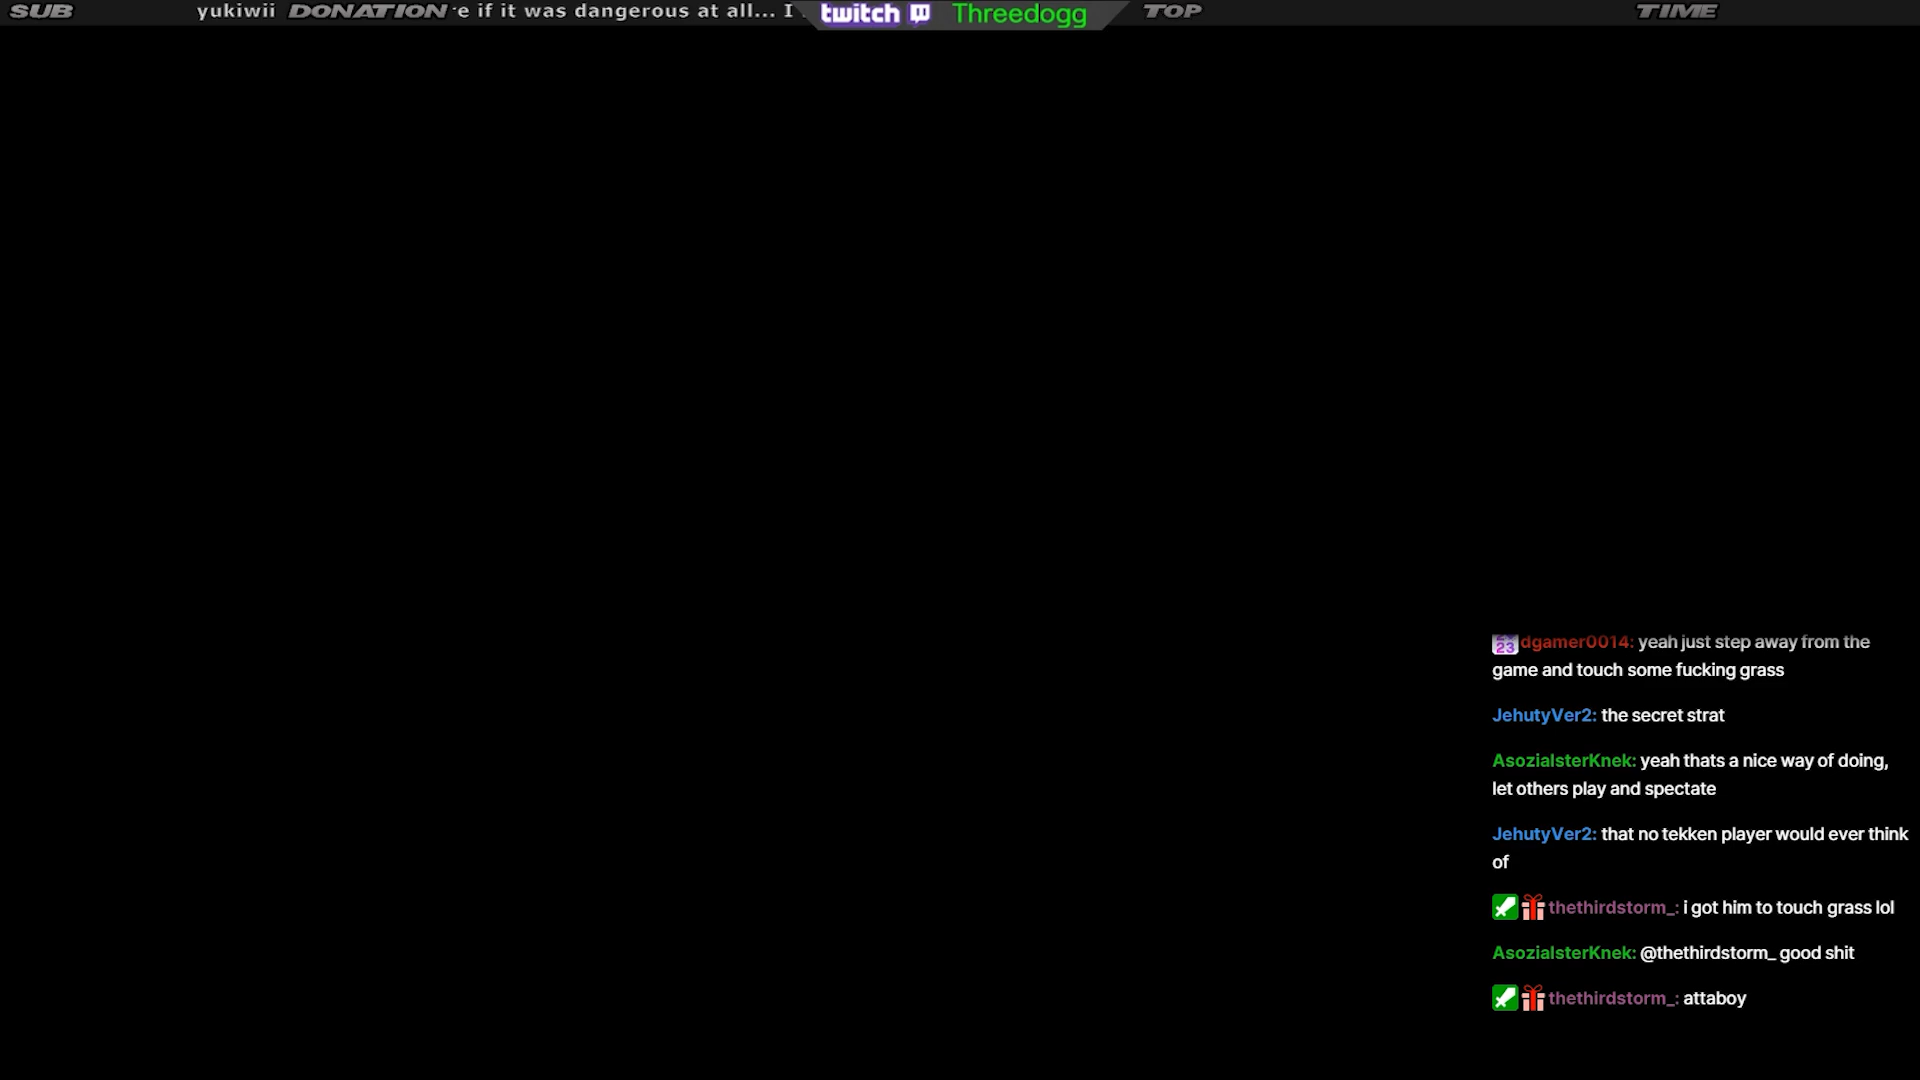 SUB yukiwii DONATION e if it was dangerous at all... I twitch Threedogg TOP TIME
23 dgamer0014: yeah just step away from the
game and touch some fucking grass
JehutyVer2: the secret strat
AsozialsterKnek: yeah thats a nice way of doing,
let others play and spectate
JehutyVer2: that no tekken player would ever think
of
thethirdstorm_: i got him to touch grass lol
AsozialsterKnek: @thethirdstorm_ good shit
thethirdstorm_: attaboy